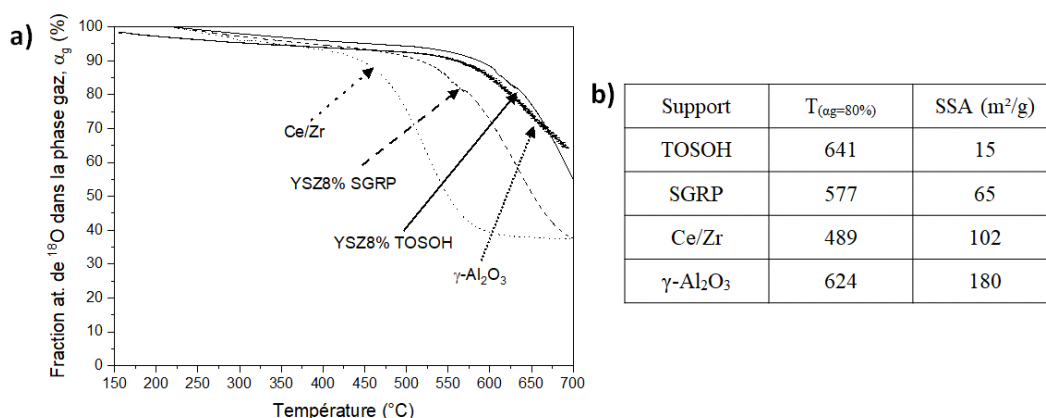 a)
Fraction at. de ¹⁸O dans la phase gaz, α_g (%)
100
90
80
70
60
50
40
30
20
10
0
Ce/Zr
YSZ8% SGRP
YSZ8% TOSOH
γ-Al₂O₃
150 200 250 300 350 400 450 500 550 600 650 700
Température (°C)
b)
Support T(αg=80%) SSA (m²/g)
TOSOH 641 15
SGRP 577 65
Ce/Zr 489 102
γ-Al₂O₃ 624 180